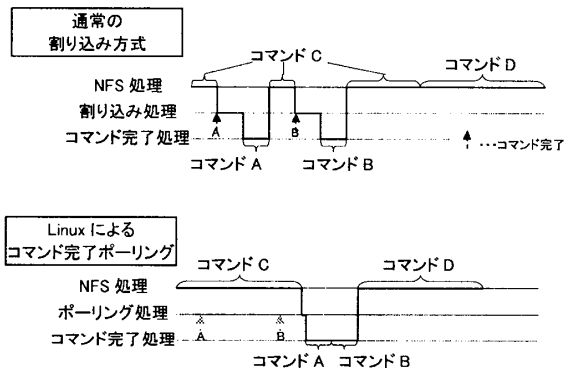 通常の
割り込み方式
コマンド C
コマンド D
NFS 処理
割り込み処理
A
B
コマンド完了処理
…コマンド完了
コマンド A
コマンド B
Linux による
コマンド完了ポーリング
コマンド C
コマンド D
NFS 処理
ポーリング処理
A
B
コマンド完了処理
コマンド A
コマンド B